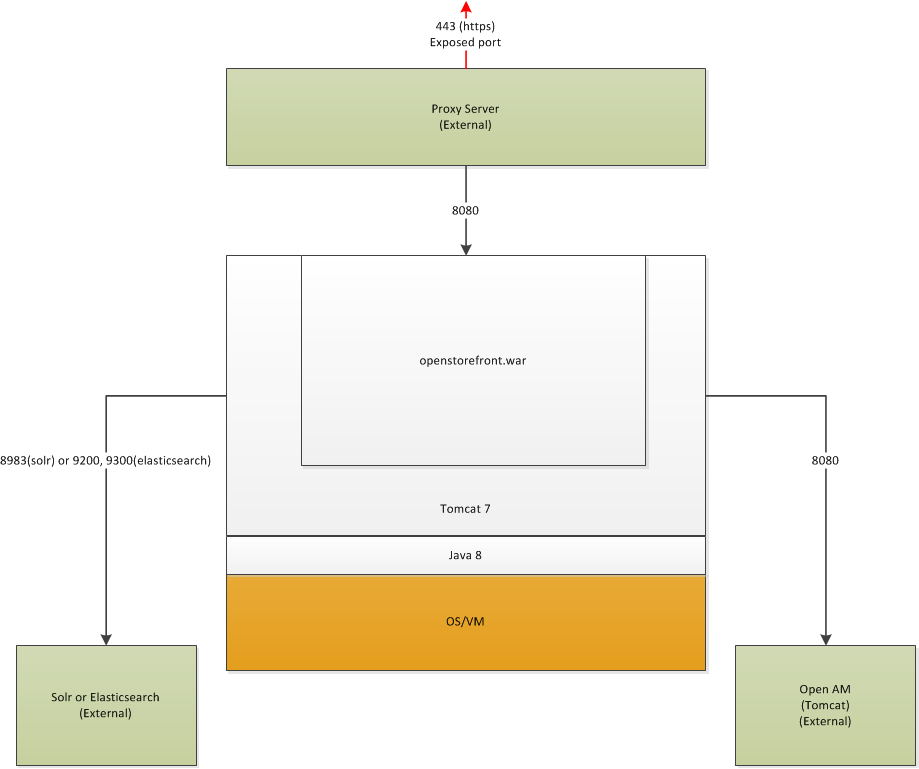 443 (https)
Exposed port
Proxy Server
(External)
8080
openstorefront.war
8983(solr) or 9200, 9300(elasticsearch)
8080
Tomcat 7
Java 8
OS/VM
Solr or Elasticsearch
(External)
Open AM
(Tomcat)
(External)